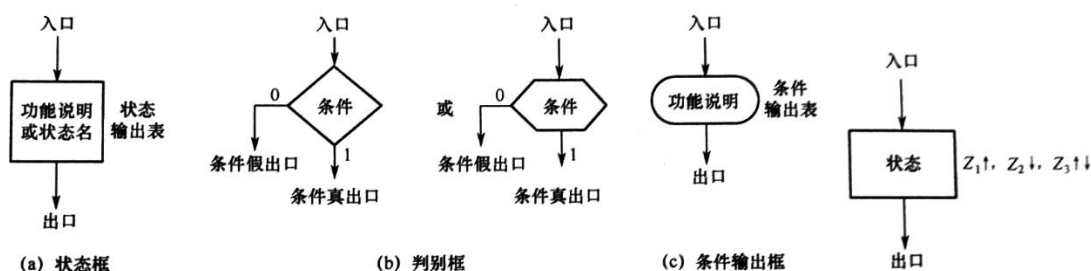 入口
功能说明
或状态名
状态
输出表
出口
(a) 状态框
入口
0
条件
1
条件假出口
条件真出口
或
入口
0
条件
1
条件假出口
条件真出口
(b) 判别框
入口
功能说明
条件
输出表
出口
(c) 条件输出框
入口
状态
Z₁↑, Z₂↓, Z₃↑↓
出口